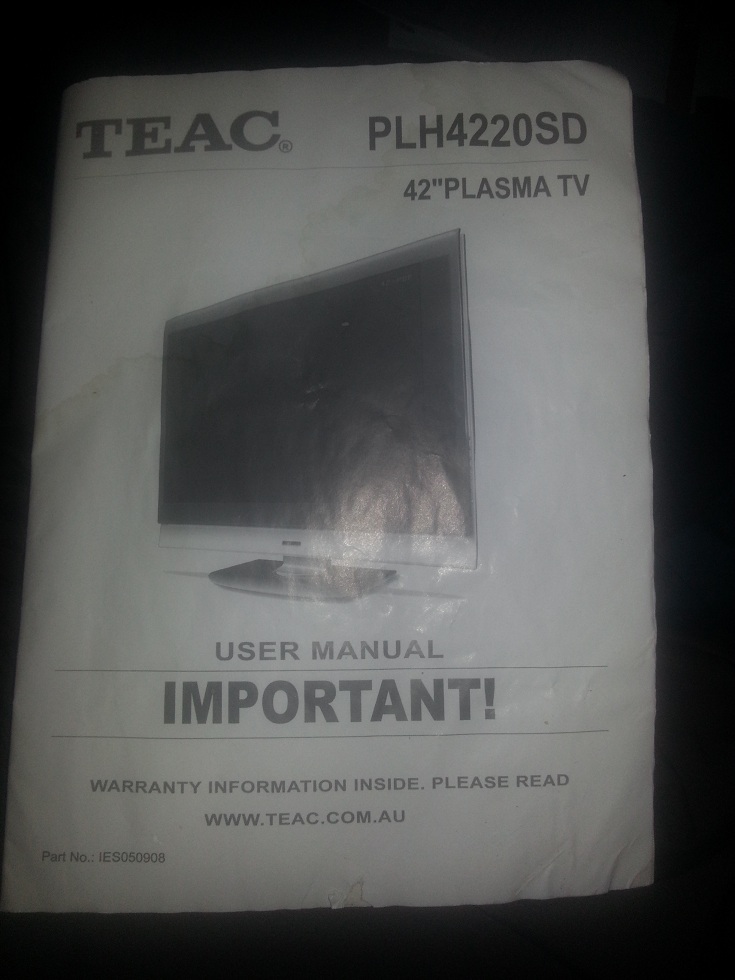 TEAC® PLH4220SD
42"PLASMA TV
USER MANUAL
IMPORTANT!
WARRANTY INFORMATION INSIDE. PLEASE READ
WWW.TEAC.COM.AU
Part No.: IES050908